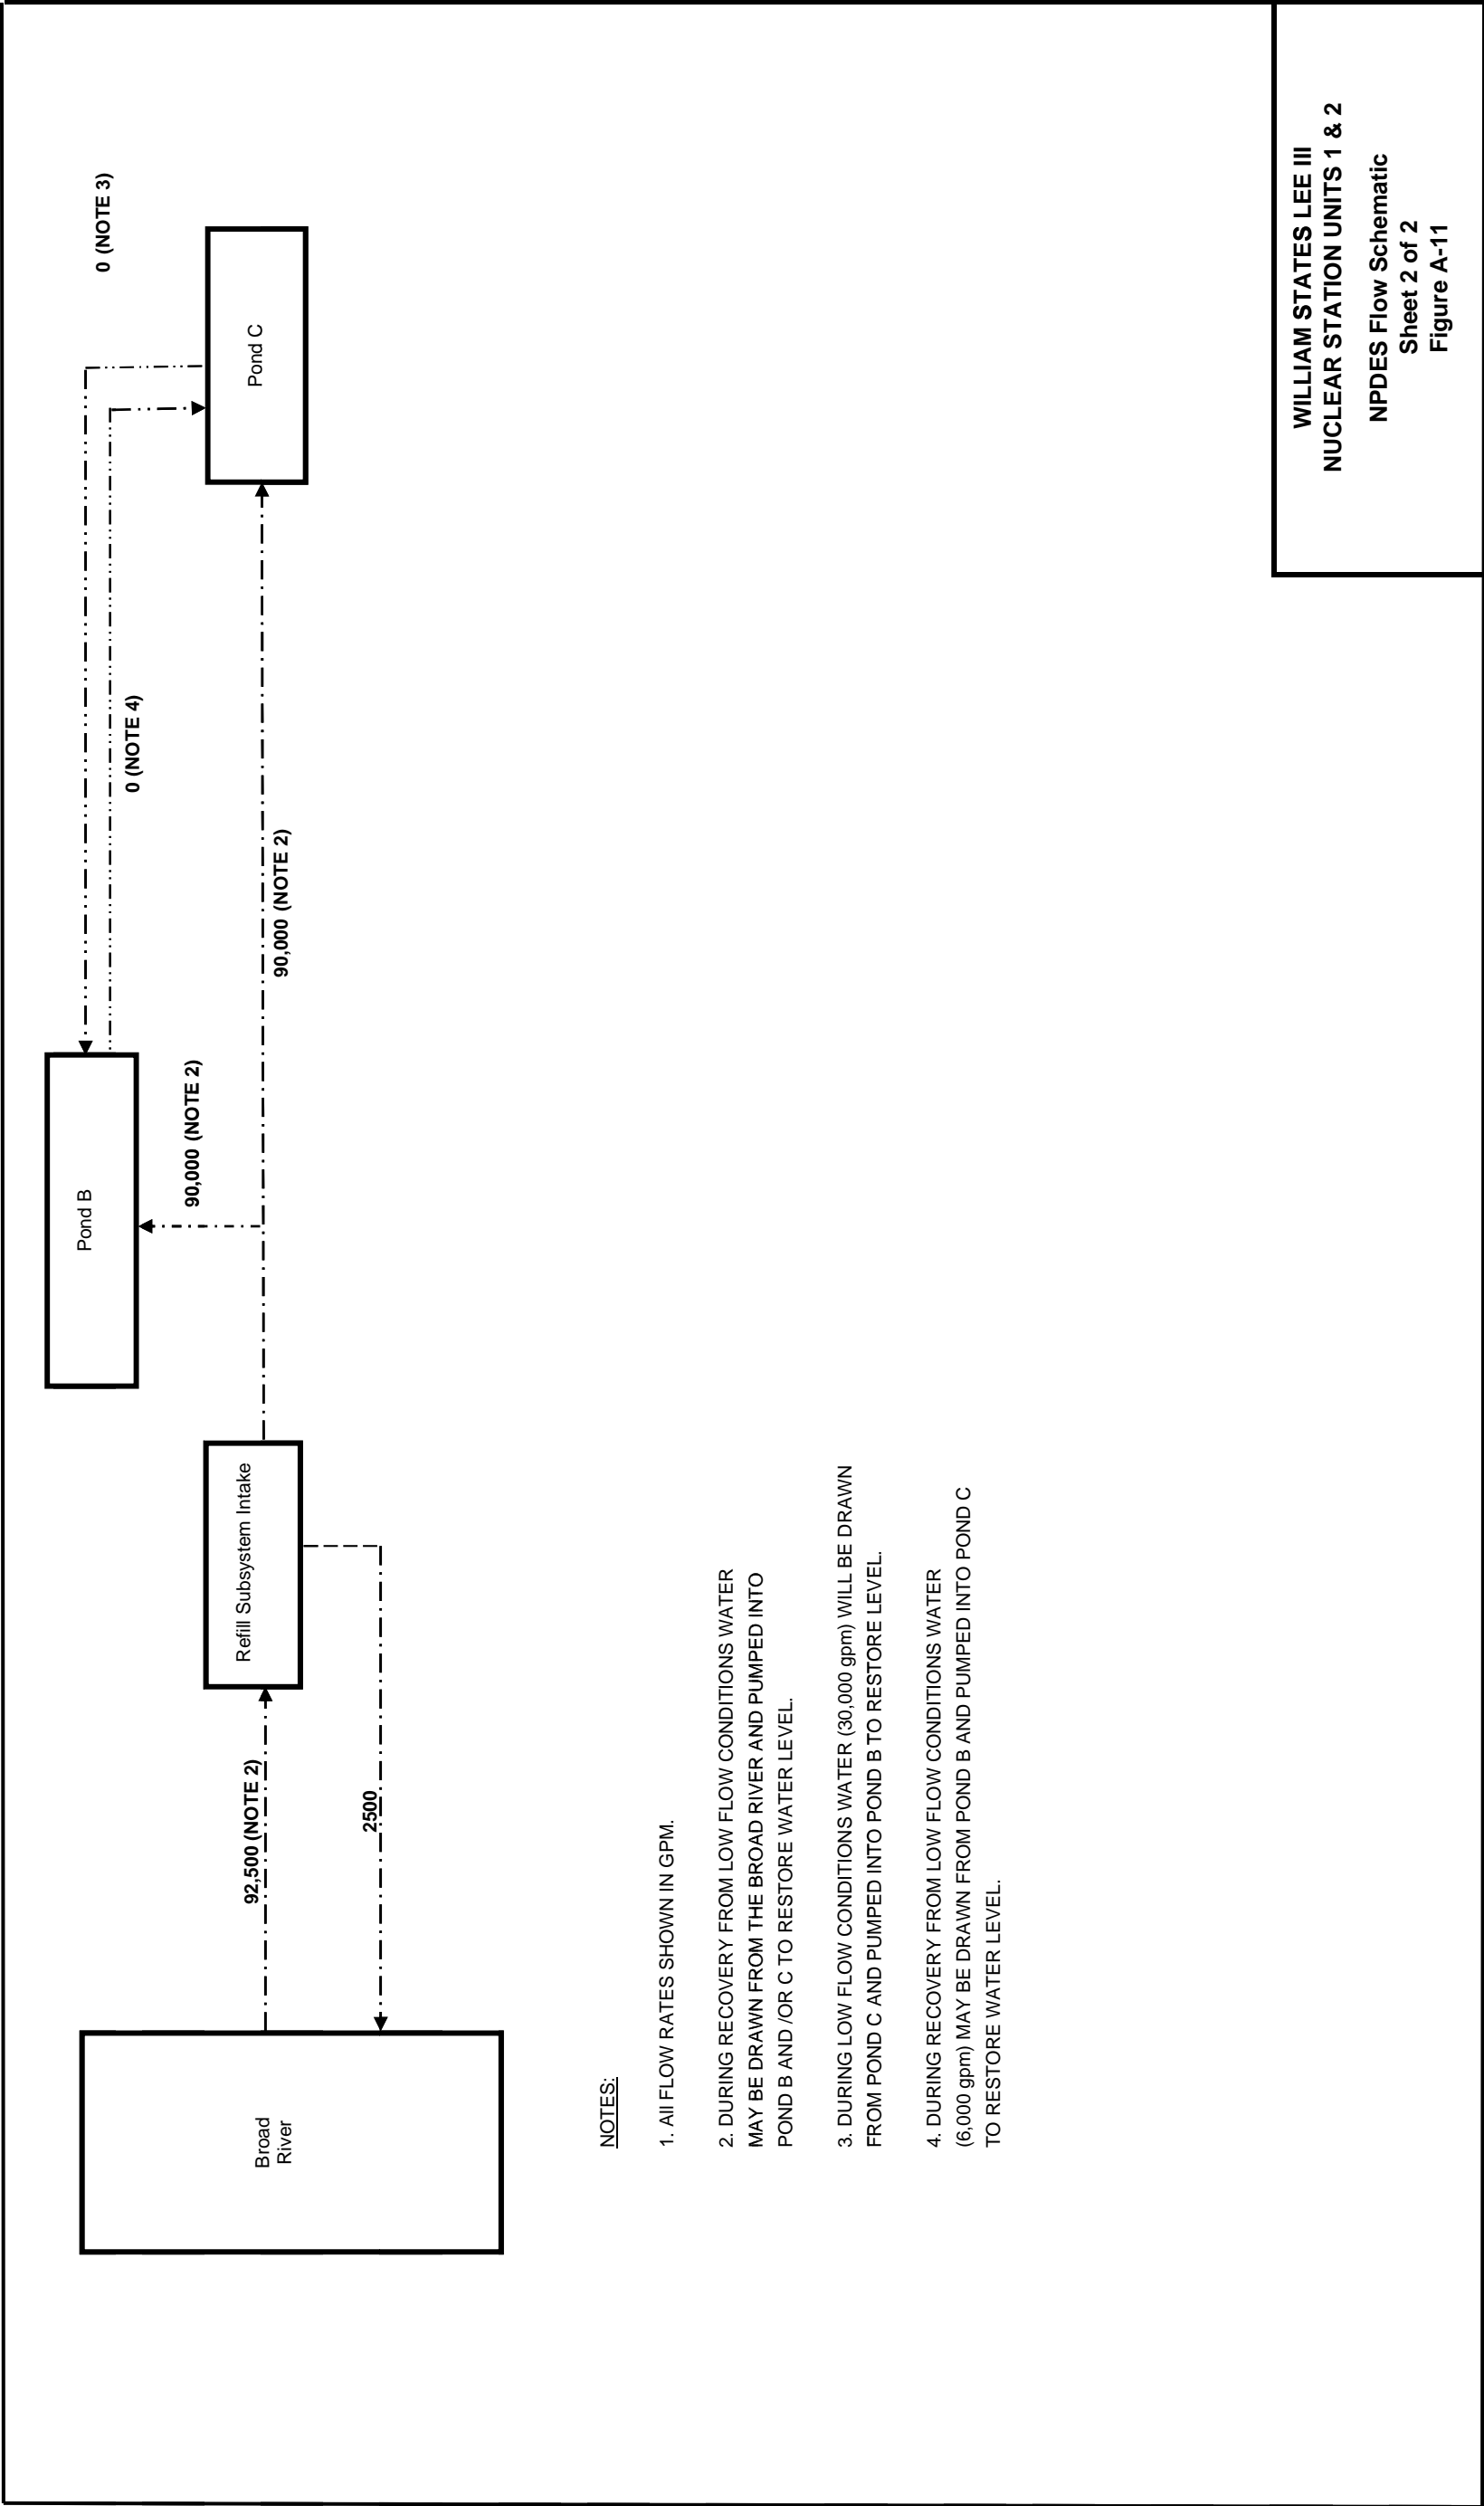 Pond B
0 (NOTE 3)
0 (NOTE 4)
90,000 (NOTE 2)
Broad
River
92,500 (NOTE 2)
Refill Subsystem Intake
90,000 (NOTE 2)
Pond C
2500
NOTES:
1. All FLOW RATES SHOWN IN GPM.
2. DURING RECOVERY FROM LOW FLOW CONDITIONS WATER
MAY BE DRAWN FROM THE BROAD RIVER AND PUMPED INTO
POND B AND /OR C TO RESTORE WATER LEVEL.
3. DURING LOW FLOW CONDITIONS WATER (30,000 gpm) WILL BE DRAWN
FROM POND C AND PUMPED INTO POND B TO RESTORE LEVEL.
4. DURING RECOVERY FROM LOW FLOW CONDITIONS WATER
(6,000 gpm) MAY BE DRAWN FROM POND B AND PUMPED INTO POND C
TO RESTORE WATER LEVEL.
WILLIAM STATES LEE III
NUCLEAR STATION UNITS 1 & 2
NPDES Flow Schematic
Sheet 2 of 2
Figure A-11